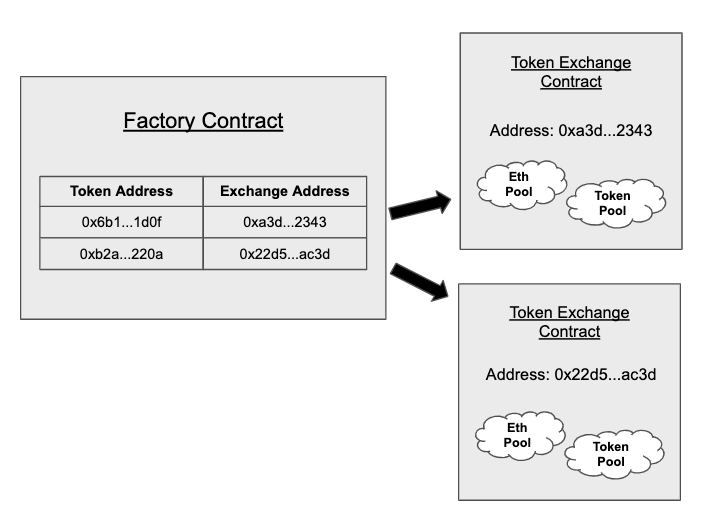 Factory Contract
Token Address Exchange Address
0x6b1...1d0f 0xa3d...2343
0xb2a...220a 0x22d5...ac3d
Token Exchange
Contract
Address: 0xa3d...2343
Eth
Pool
Token
Pool
Token Exchange
Contract
Address: 0x22d5...ac3d
Eth
Pool
Token
Pool